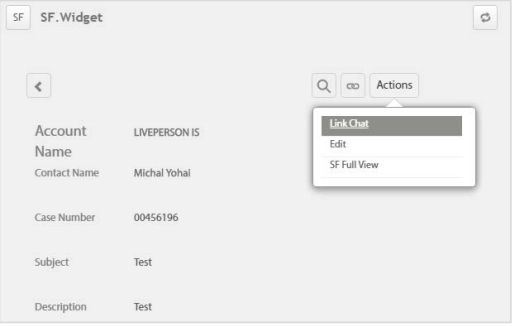 SF SF.Widget
Actions
Link Chat
Edit
SF Full View
Account Name LIVEPERSON IS
Contact Name Michal Yohai
Case Number 00456196
Subject Test
Description Test